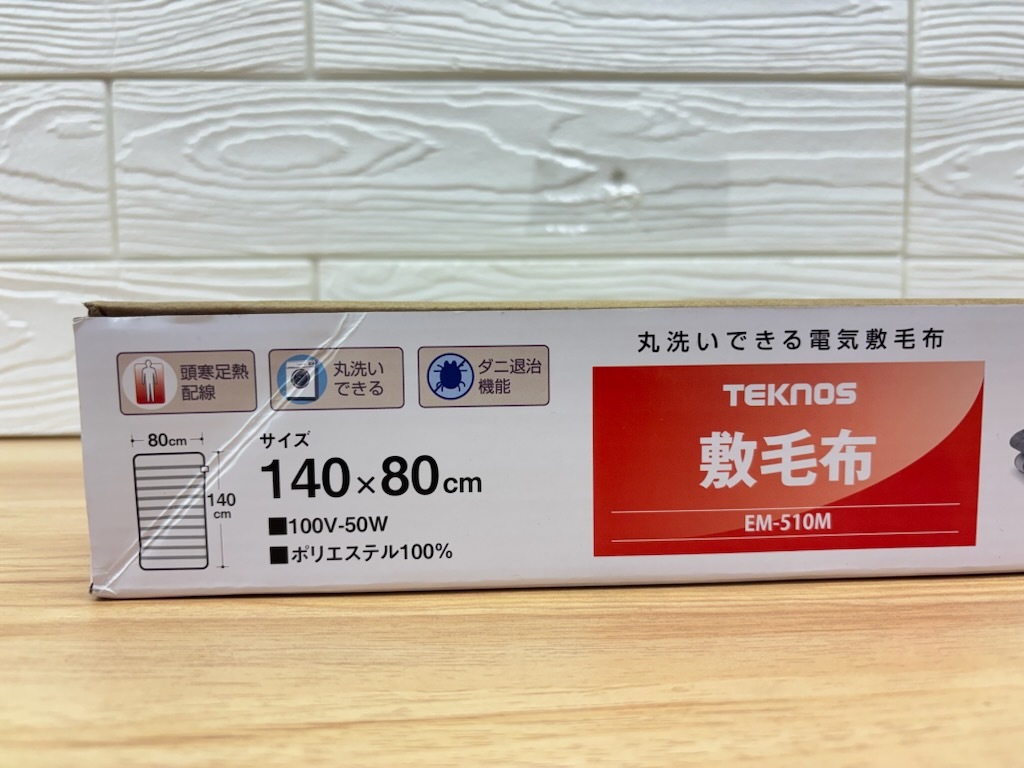 頭寒足熱
配線
丸洗い
できる
ダニ退治
機能
80cm
140
cm
サイズ
140×80cm
■100V-50W
■ポリエステル100%
丸洗いできる電気敷毛布
TEKNOS
敷毛布
EM-510M